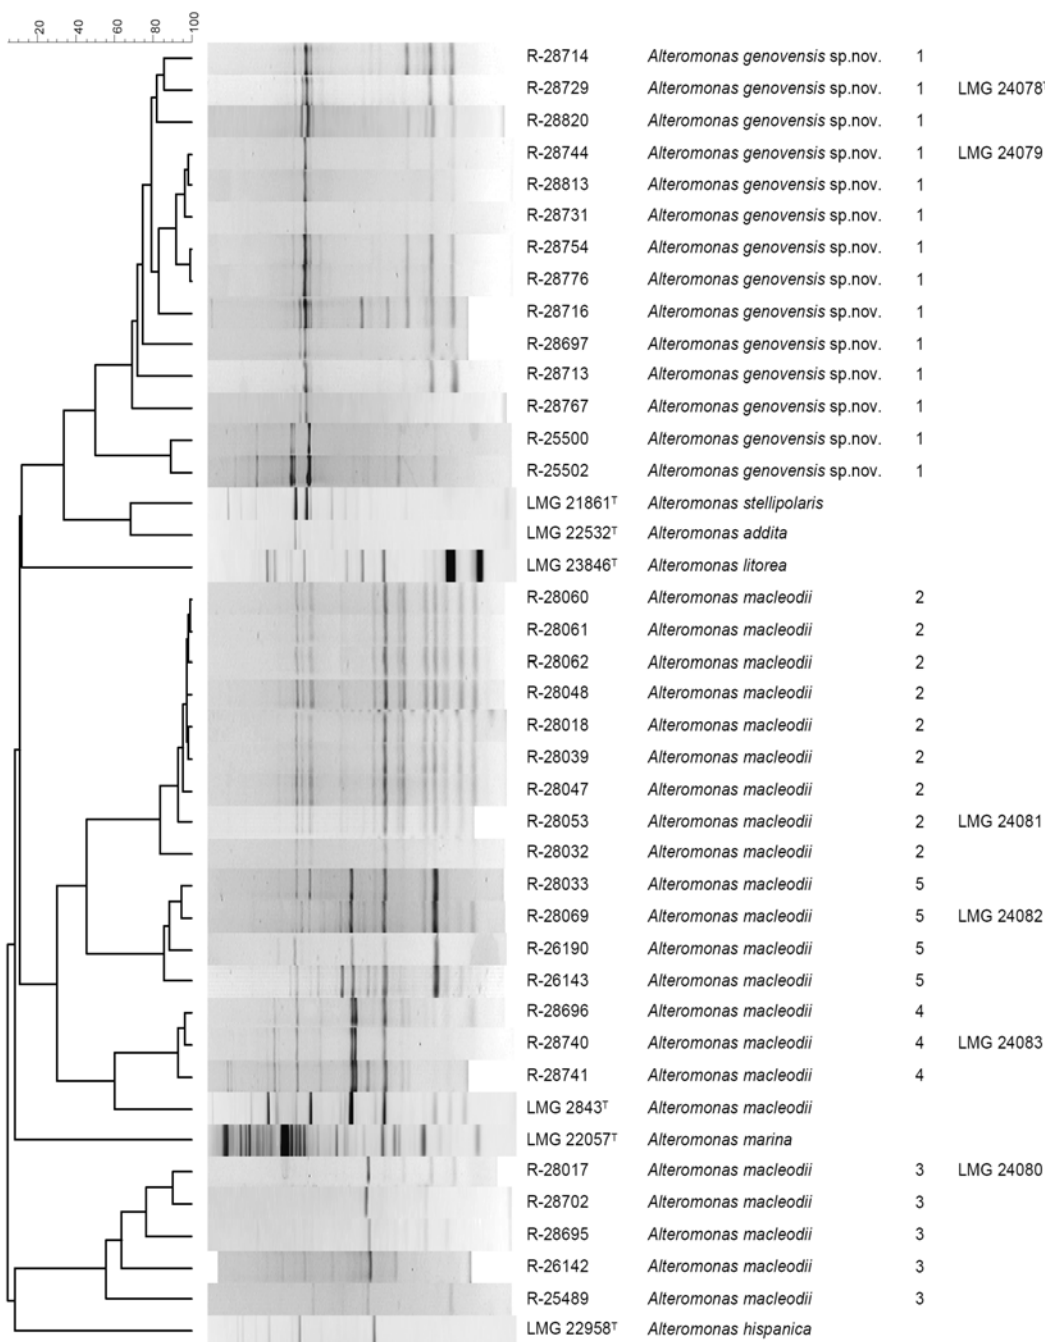 20 40 60 80 100
R-28714 Alteromonas genovensis sp.nov. 1
R-28729 Alteromonas genovensis sp.nov. 1 LMG 24078ᵀ
R-28820 Alteromonas genovensis sp.nov. 1
R-28744 Alteromonas genovensis sp.nov. 1 LMG 24079
R-28813 Alteromonas genovensis sp.nov. 1
R-28731 Alteromonas genovensis sp.nov. 1
R-28754 Alteromonas genovensis sp.nov. 1
R-28776 Alteromonas genovensis sp.nov. 1
R-28716 Alteromonas genovensis sp.nov. 1
R-28697 Alteromonas genovensis sp.nov. 1
R-28713 Alteromonas genovensis sp.nov. 1
R-28767 Alteromonas genovensis sp.nov. 1
R-25500 Alteromonas genovensis sp.nov. 1
R-25502 Alteromonas genovensis sp.nov. 1
LMG 21861ᵀ Alteromonas stellipolaris
LMG 22532ᵀ Alteromonas addita
LMG 23846ᵀ Alteromonas litorea
R-28060 Alteromonas macleodii 2
R-28061 Alteromonas macleodii 2
R-28062 Alteromonas macleodii 2
R-28048 Alteromonas macleodii 2
R-28018 Alteromonas macleodii 2
R-28039 Alteromonas macleodii 2
R-28047 Alteromonas macleodii 2
R-28053 Alteromonas macleodii 2 LMG 24081
R-28032 Alteromonas macleodii 2
R-28033 Alteromonas macleodii 5
R-28069 Alteromonas macleodii 5 LMG 24082
R-26190 Alteromonas macleodii 5
R-26143 Alteromonas macleodii 5
R-28696 Alteromonas macleodii 4
R-28740 Alteromonas macleodii 4 LMG 24083
R-28741 Alteromonas macleodii 4
LMG 2843ᵀ Alteromonas macleodii
LMG 22057ᵀ Alteromonas marina
R-28017 Alteromonas macleodii 3 LMG 24080
R-28702 Alteromonas macleodii 3
R-28695 Alteromonas macleodii 3
R-26142 Alteromonas macleodii 3
R-25489 Alteromonas macleodii 3
LMG 22958ᵀ Alteromonas hispanica